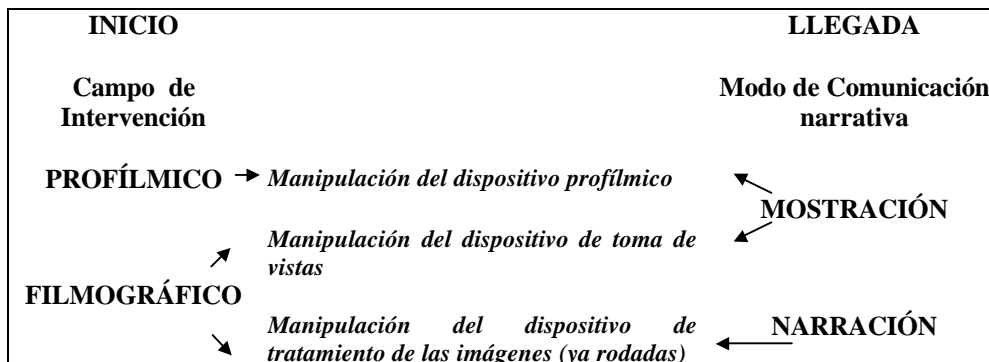 INICIO LLEGADA
Campo de Modo de Comunicación
Intervención narrativa
PROFÍLMICO Manipulación del dispositivo profílmico
MOSTRACIÓN
Manipulación del dispositivo de toma de
vistas
FILMOGRÁFICO
Manipulación del dispositivo de NARRACIÓN
tratamiento de las imágenes (ya rodadas)